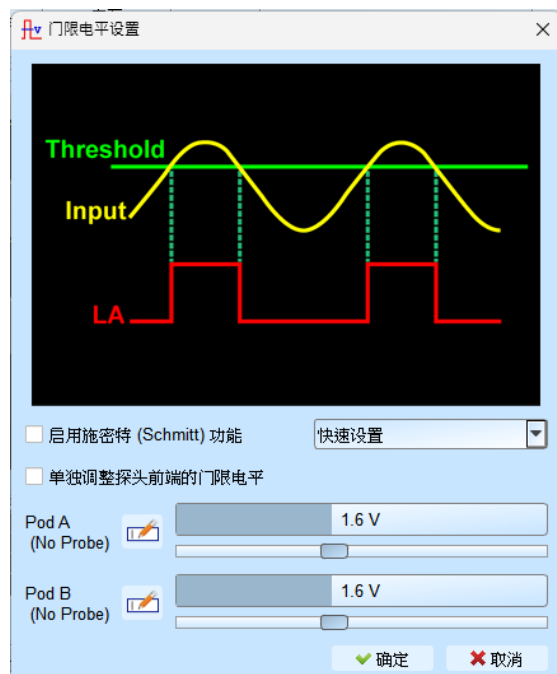 门限电平设置
Threshold
Input
LA
启用施密特 (Schmitt) 功能
快速设置
单独调整探头前端的门限电平
Pod A
(No Probe)
1.6 V
Pod B
(No Probe)
1.6 V
确定
取消